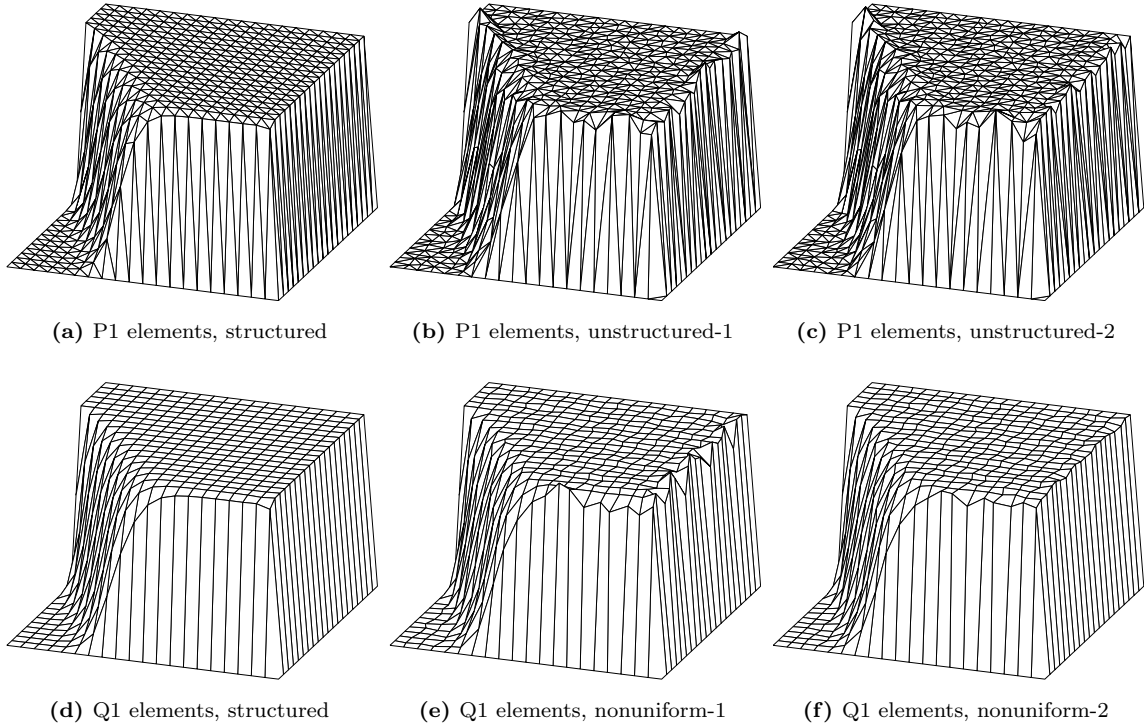 (a) P1 elements, structured
(b) P1 elements, unstructured-1
(c) P1 elements, unstructured-2
(d) Q1 elements, structured
(e) Q1 elements, nonuniform-1
(f) Q1 elements, nonuniform-2